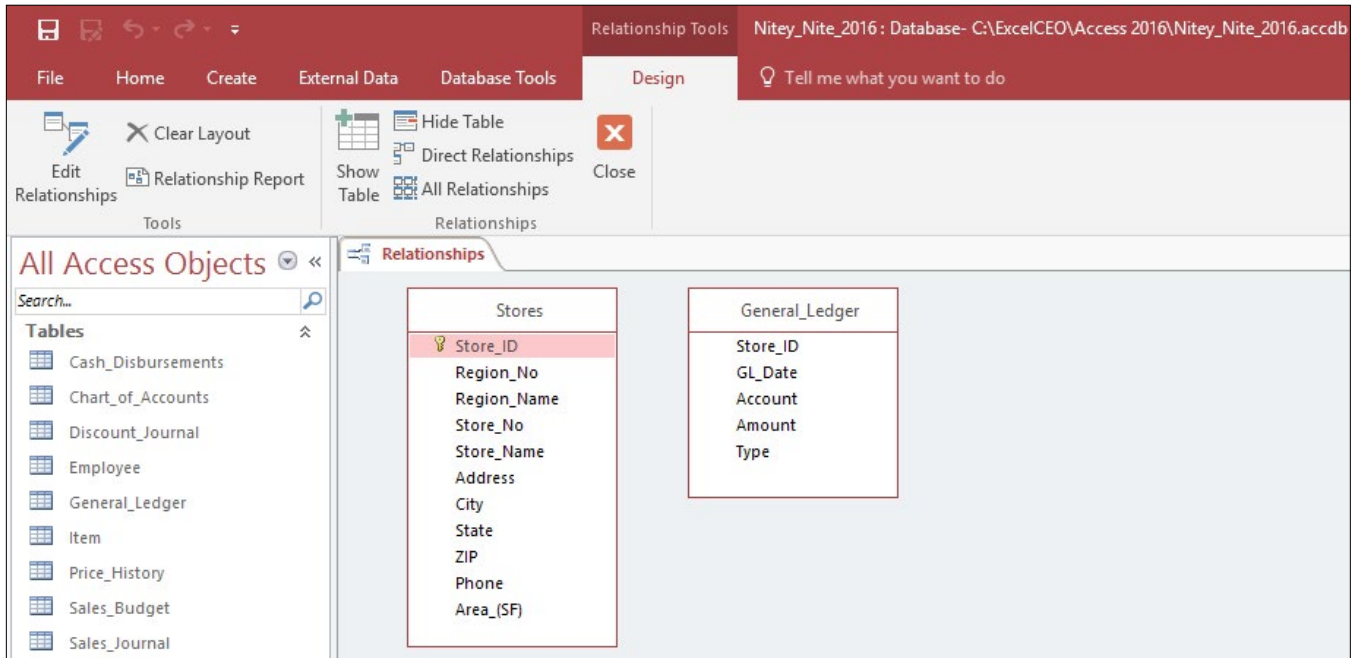 Relationship Tools Nitey_Nite_2016 : Database- C:\ExcelCEO\Access 2016\Nitey_Nite_2016.accdb
File Home Create External Data Database Tools Design Tell me what you want to do
Edit Relationships
Clear Layout
Relationship Report
Tools
Show Table
Hide Table
Direct Relationships
All Relationships
Relationships
Close
All Access Objects «
Search...
Tables
Cash_Disbursements
Chart_of_Accounts
Discount_Journal
Employee
General_Ledger
Item
Price_History
Sales_Budget
Sales_Journal
Relationships
Stores
Store_ID
Region_No
Region_Name
Store_No
Store_Name
Address
City
State
ZIP
Phone
Area_(SF)
General_Ledger
Store_ID
GL_Date
Account
Amount
Type